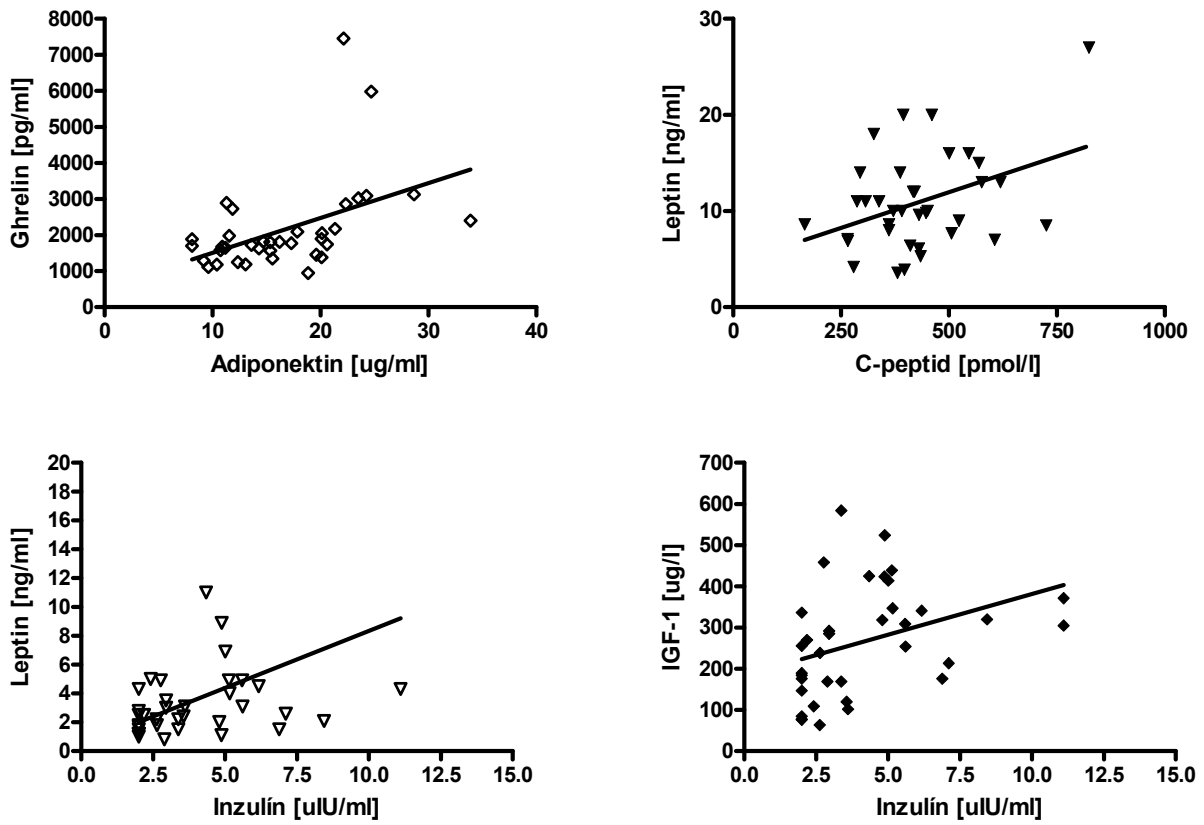 8000
7000
6000
5000
4000
3000
2000
1000
0
Ghrelin [pg/ml]
0 10 20 30 40
Adiponektin [ug/ml]
30
20
10
0
Leptin [ng/ml]
0 250 500 750 1000
C-peptid [pmol/l]
20
18
16
14
12
10
8
6
4
2
0
Leptin [ng/ml]
0.0 2.5 5.0 7.5 10.0 12.5 15.0
Inzulín [uIU/ml]
700
600
500
400
300
200
100
0
IGF-1 [ug/l]
0.0 2.5 5.0 7.5 10.0 12.5 15.0
Inzulín [uIU/ml]